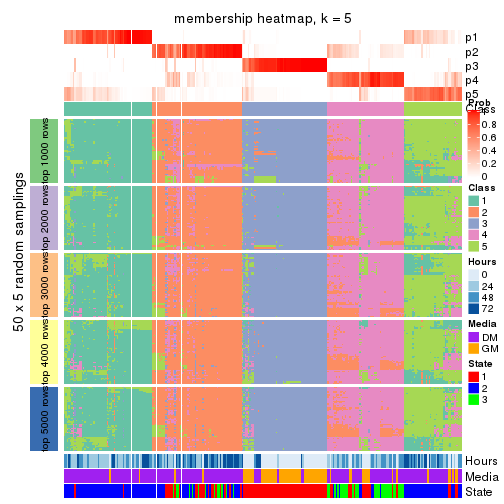 membership heatmap, k = 5
p1
p2
p3
p4
p5
Class
Prob
1
0.8
0.6
0.4
0.2
0
Class
1
2
3
4
5
Hours
0
24
48
72
Media
DM
GM
State
1
2
3
50 x 5 random samplings
top 1000 rows
top 2000 rows
top 3000 rows
top 4000 rows
top 5000 rows
Hours
Media
State